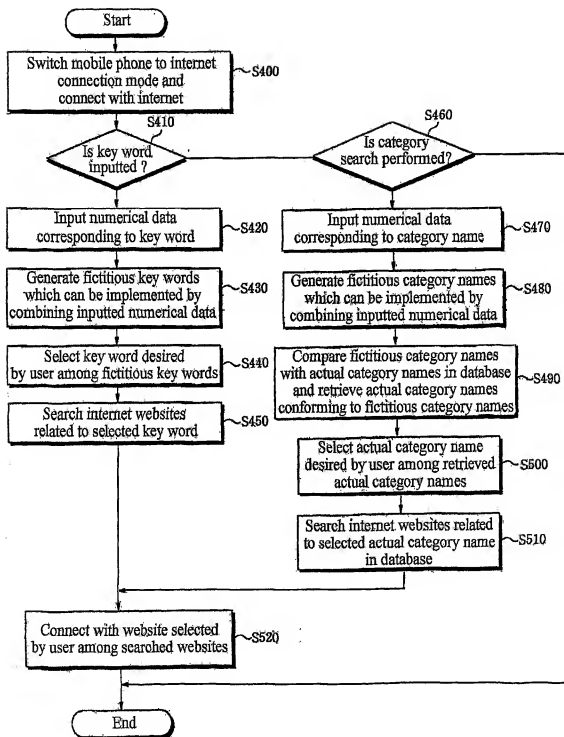 Start
Switch mobile phone to internet
connection mode and
connect with internet
S400
S410
Is key word
inputted ?
S460
Is category
search performed?
Input numerical data
corresponding to key word
S420
Generate fictitious key words
which can be implemented by
combining inputted numerical data
S430
Select key word desired
by user among fictitious key words
S440
Search internet websites
related to selected key word
S450
Input numerical data
corresponding to category name
S470
Generate fictitious category names
which can be implemented by
combining inputted numerical data
S480
Compare fictitious category names
with actual category names in database
and retrieve actual category names
conforming to fictitious category names
S490
Select actual category name
desired by user among retrieved
actual category names
S500
Search internet websites related
to selected actual category name
in database
S510
Connect with website selected
by user among searched websites
S520
End